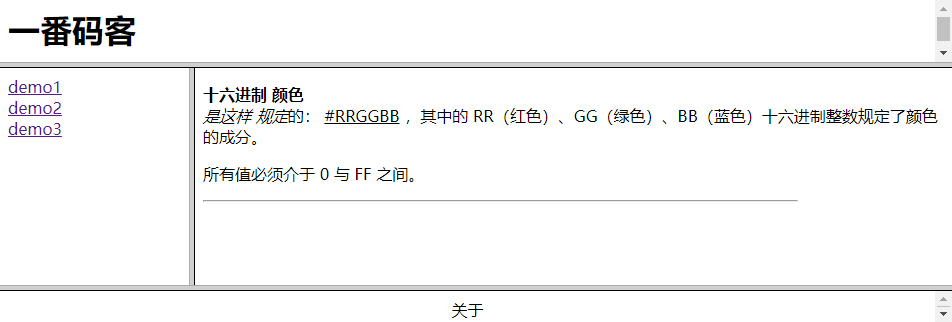 一番码客
demo1
demo2
demo3
十六进制 颜色
是这样 规定的： #RRGGBB ，其中的 RR（红色）、GG（绿色）、BB（蓝色）十六进制整数规定了颜色
的成分。
所有值必须介于 0 与 FF 之间。
关于